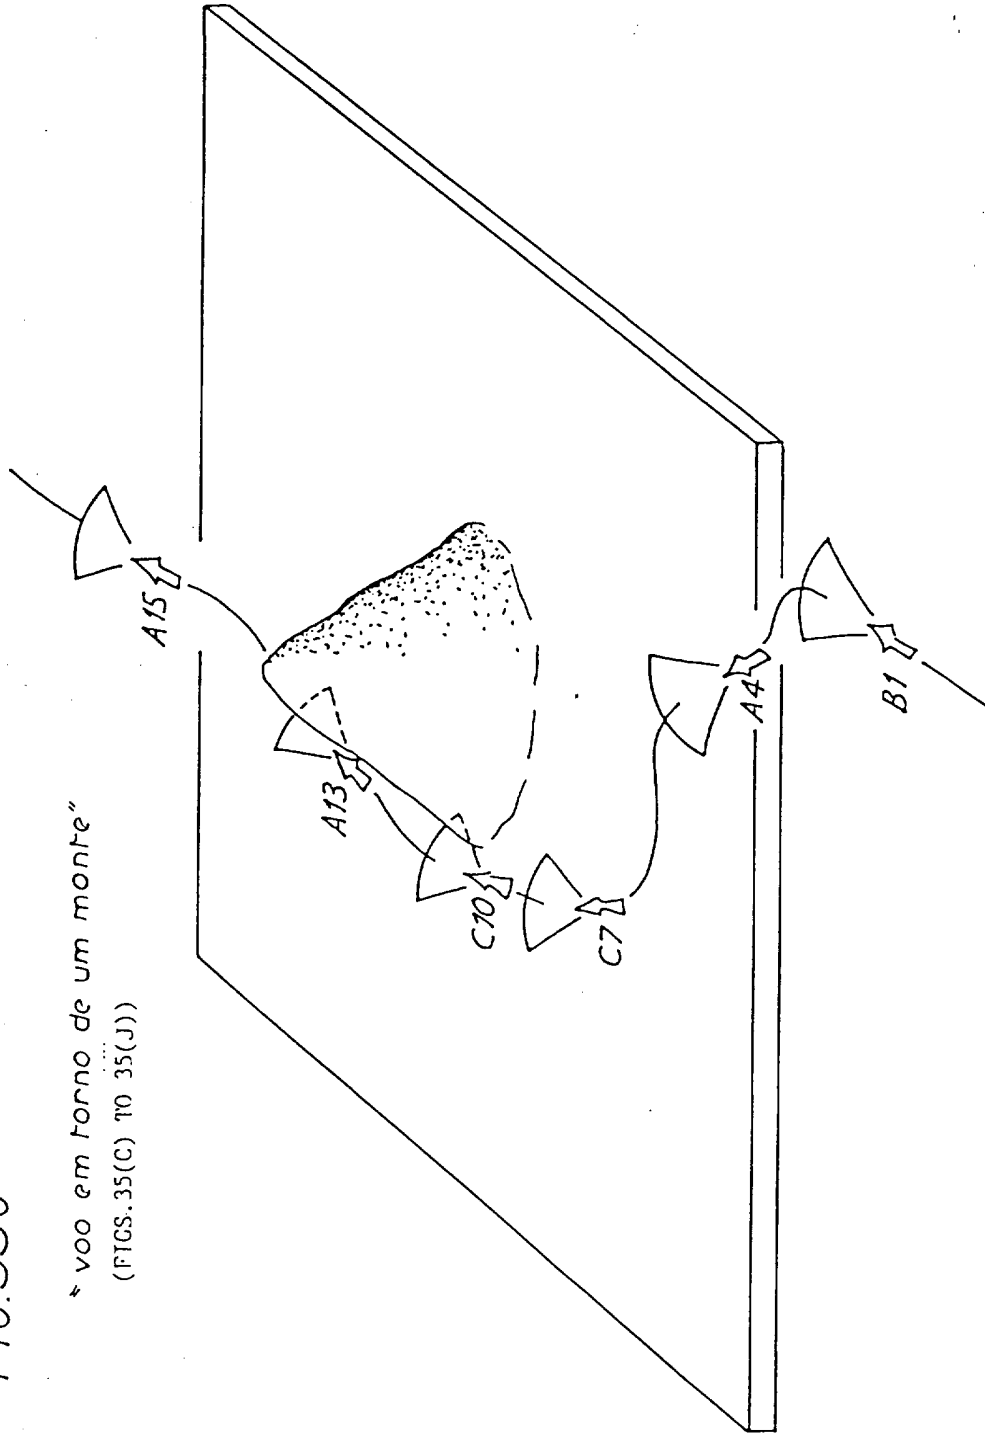 " voo em torno de um monte"
(FIGS. 35(C) TO 35(J))
A15
A13
C10
C7
A4
B1